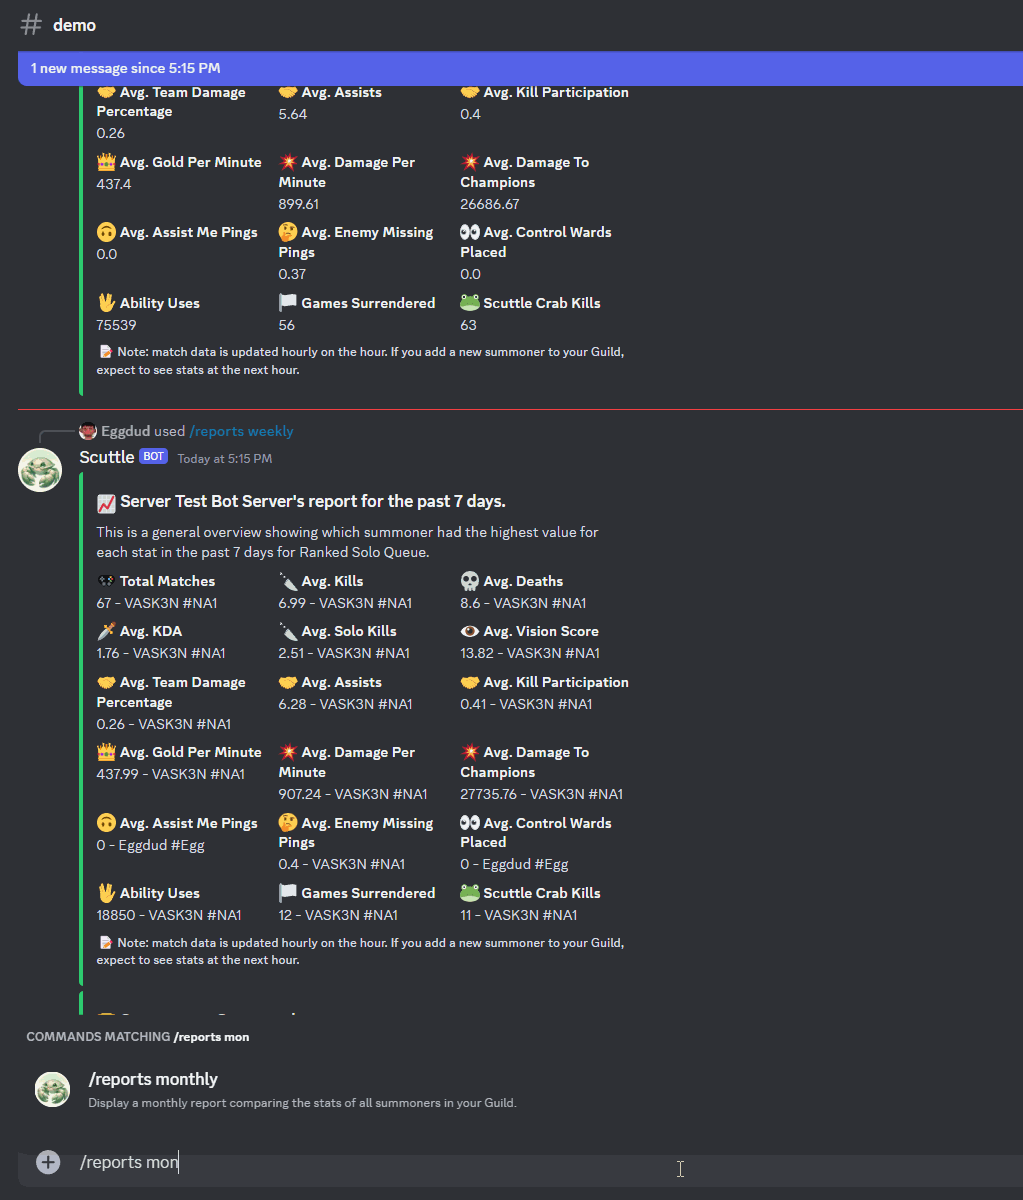 demo
1 new message since 5:15 PM
Avg. Team Damage Percentage
0.26
Avg. Assists
5.64
Avg. Kill Participation
0.4
Avg. Gold Per Minute
437.4
Avg. Damage Per Minute
899.61
Avg. Damage To Champions
26686.67
Avg. Assist Me Pings
0.0
Avg. Enemy Missing Pings
0.37
Avg. Control Wards Placed
0.0
Ability Uses
75539
Games Surrendered
56
Scuttle Crab Kills
63
Note: match data is updated hourly on the hour. If you add a new summoner to your Guild,
expect to see stats at the next hour.
Eggdud used /reports weekly
Scuttle BOT Today at 5:15 PM
Server Test Bot Server's report for the past 7 days.
This is a general overview showing which summoner had the highest value for
each stat in the past 7 days for Ranked Solo Queue.
Total Matches
67 - VASK3N #NA1
Avg. Kills
6.99 - VASK3N #NA1
Avg. Deaths
8.6 - VASK3N #NA1
Avg. KDA
1.76 - VASK3N #NA1
Avg. Solo Kills
2.51 - VASK3N #NA1
Avg. Vision Score
13.82 - VASK3N #NA1
Avg. Team Damage Percentage
0.26 - VASK3N #NA1
Avg. Assists
6.28 - VASK3N #NA1
Avg. Kill Participation
0.41 - VASK3N #NA1
Avg. Gold Per Minute
437.99 - VASK3N #NA1
Avg. Damage Per Minute
907.24 - VASK3N #NA1
Avg. Damage To Champions
27735.76 - VASK3N #NA1
Avg. Assist Me Pings
0 - Eggdud #Egg
Avg. Enemy Missing Pings
0.4 - VASK3N #NA1
Avg. Control Wards Placed
0 - Eggdud #Egg
Ability Uses
18850 - VASK3N #NA1
Games Surrendered
12 - VASK3N #NA1
Scuttle Crab Kills
11 - VASK3N #NA1
Note: match data is updated hourly on the hour. If you add a new summoner to your Guild,
expect to see stats at the next hour.
COMMANDS MATCHING /reports mon
/reports monthly
Display a monthly report comparing the stats of all summoners in your Guild.
/reports mon